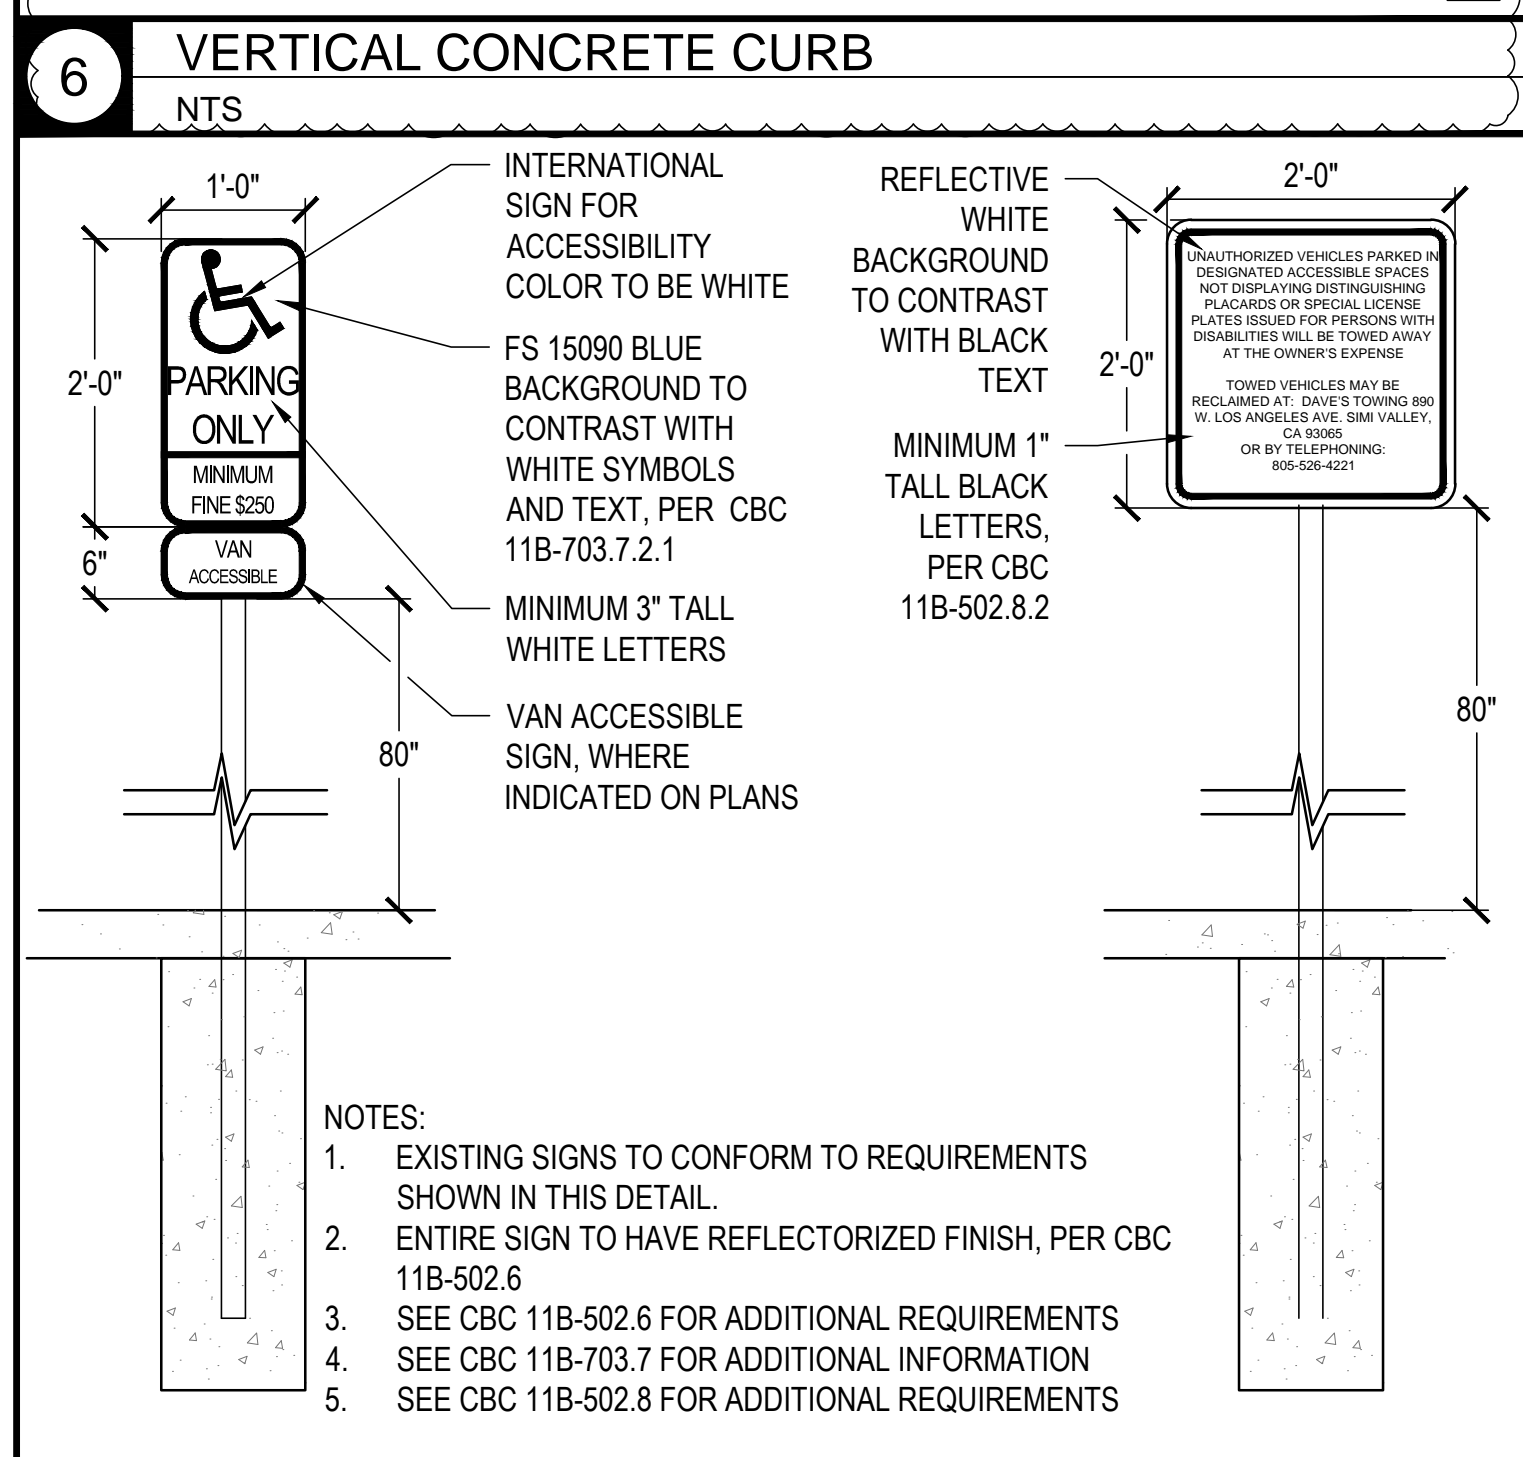 6
VERTICAL CONCRETE CURB
NTS
1'-0"
2'-0"
6"
PARKING
ONLY
MINIMUM
FINE $250
VAN
ACCESSIBLE
80"
INTERNATIONAL
SIGN FOR
ACCESSIBILITY
COLOR TO BE WHITE
FS 15090 BLUE
BACKGROUND TO
CONTRAST WITH
WHITE SYMBOLS
AND TEXT, PER CBC
11B-703.7.2.1
MINIMUM 3" TALL
WHITE LETTERS
VAN ACCESSIBLE
SIGN, WHERE
INDICATED ON PLANS
REFLECTIVE
WHITE
BACKGROUND
TO CONTRAST
WITH BLACK
TEXT
MINIMUM 1"
TALL BLACK
LETTERS,
PER CBC
11B-502.8.2
2'-0"
2'-0"
UNAUTHORIZED VEHICLES PARKED IN
DESIGNATED ACCESSIBLE SPACES
NOT DISPLAYING DISTINGUISHING
PLACARDS OR SPECIAL LICENSE
PLATES ISSUED FOR PERSONS WITH
DISABILITIES WILL BE TOWED AWAY
AT THE OWNER'S EXPENSE
TOWED VEHICLES MAY BE
RECLAIMED AT: DAVE'S TOWING 890
W. LOS ANGELES AVE. SIMI VALLEY,
CA 93065
OR BY TELEPHONING:
805-526-4221
80"
NOTES:
1. EXISTING SIGNS TO CONFORM TO REQUIREMENTS
SHOWN IN THIS DETAIL.
2. ENTIRE SIGN TO HAVE REFLECTORIZED FINISH, PER CBC
11B-502.6
3. SEE CBC 11B-502.6 FOR ADDITIONAL REQUIREMENTS
4. SEE CBC 11B-703.7 FOR ADDITIONAL INFORMATION
5. SEE CBC 11B-502.8 FOR ADDITIONAL REQUIREMENTS